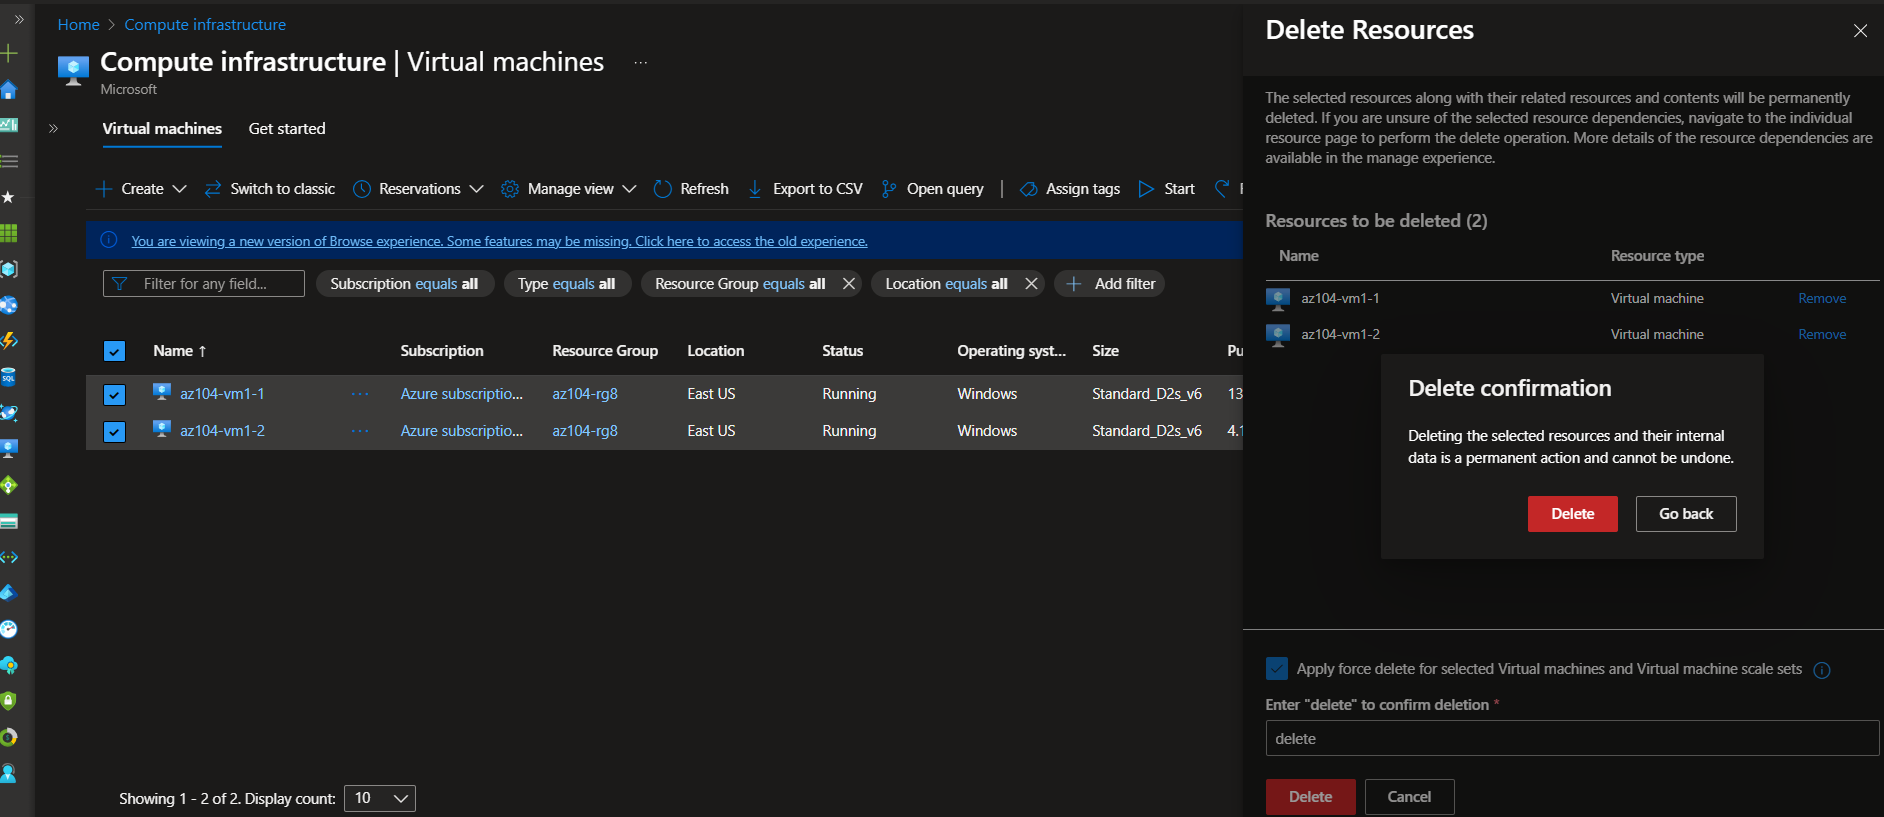 Home > Compute infrastructure
Compute infrastructure | Virtual machines ...
Microsoft
Virtual machines Get started
Create Switch to classic Reservations Manage view Refresh Export to CSV Open query | Assign tags Start
You are viewing a new version of Browse experience. Some features may be missing. Click here to access the old experience.
Filter for any field... Subscription equals all Type equals all Resource Group equals all Location equals all Add filter
Name ↑ Subscription Resource Group Location Status Operating syst... Size
az104-vm1-1 ... Azure subscriptio... az104-rg8 East US Running Windows Standard_D2s_v6 13
az104-vm1-2 ... Azure subscriptio... az104-rg8 East US Running Windows Standard_D2s_v6
Showing 1 - 2 of 2. Display count: 10
SQL
Delete Resources
The selected resources along with their related resources and contents will be permanently
deleted. If you are unsure of the selected resource dependencies, navigate to the individual
resource page to perform the delete operation. More details of the resource dependencies are
available in the manage experience.
Resources to be deleted (2)
Name Resource type
az104-vm1-1 Virtual machine Remove
az104-vm1-2 Virtual machine Remove
Delete confirmation
Deleting the selected resources and their internal
data is a permanent action and cannot be undone.
Delete Go back
Apply force delete for selected Virtual machines and Virtual machine scale sets
Enter "delete" to confirm deletion *
delete
Delete Cancel